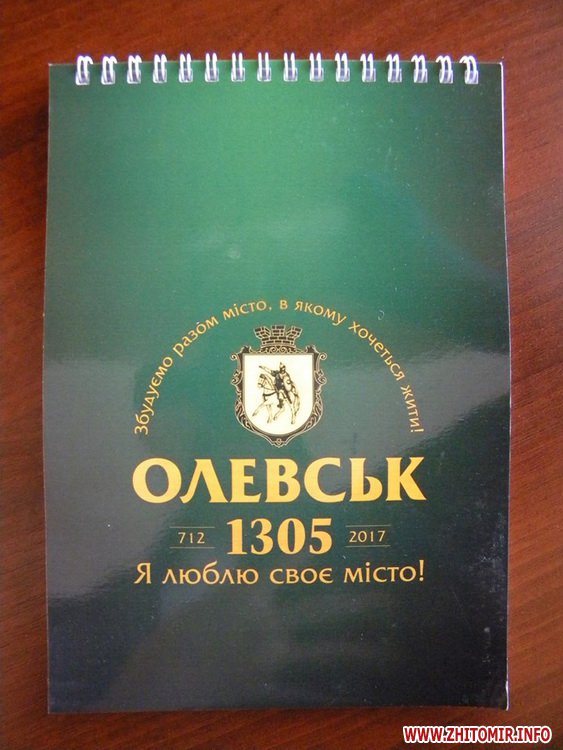 Збудуємо разом місто, в якому хочеться жити!
ОЛЕВСЬК
712 1305 2017
Я люблю своє місто!
WWW.ZHITOMIR.INFO